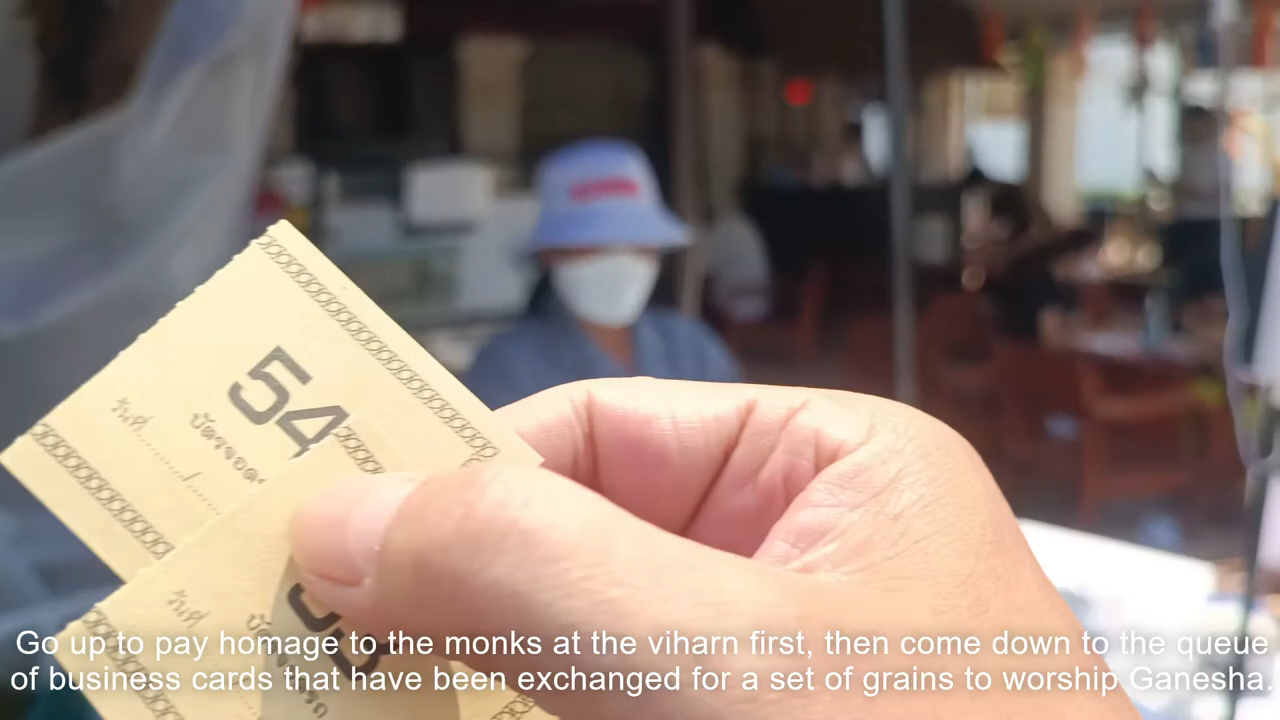 54
บัตรจอด
วันที่
วันที่
Go up to pay homage to the monks at the viharn first, then come down to the queue
of business cards that have been exchanged for a set of grains to worship Ganesha.